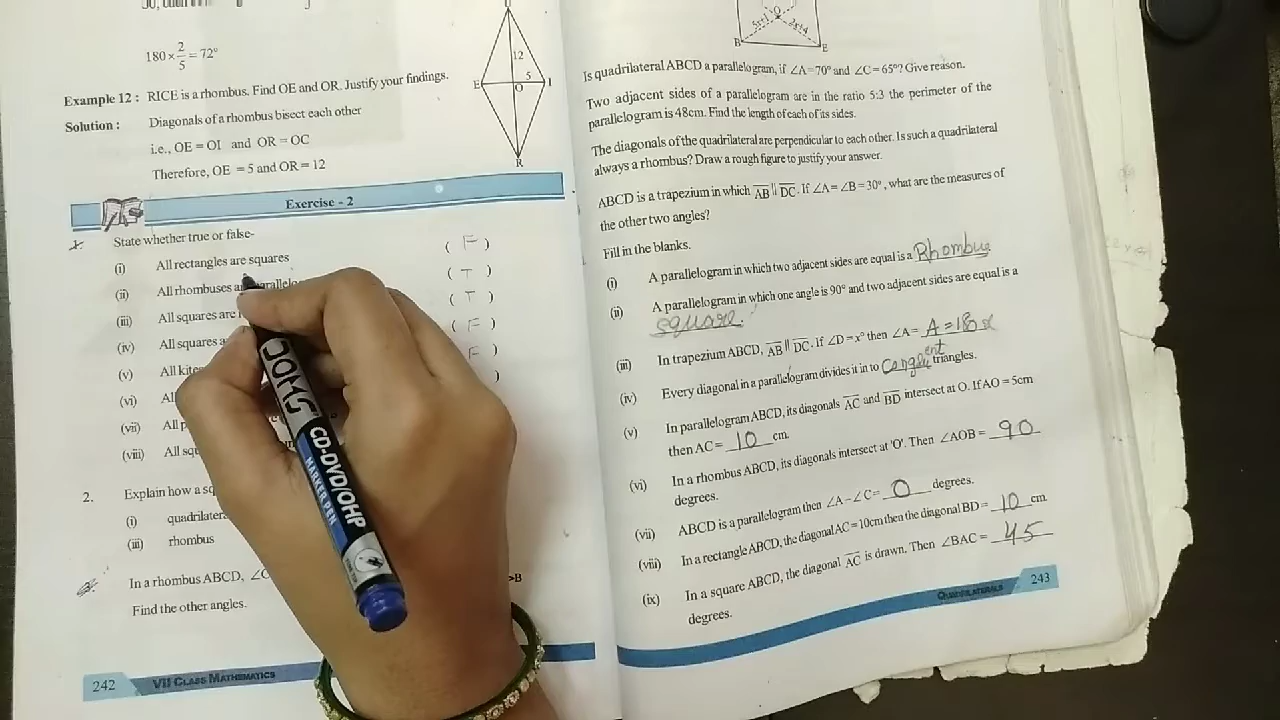 180 × 2/5 = 72°
Example 12 : RICE is a rhombus. Find OE and OR. Justify your findings.
Solution : Diagonals of a rhombus bisect each other
i.e., OE = OI and OR = OC
Therefore, OE = 5 and OR = 12
12
5
E
O
I
R
Exercise - 2
State whether true or false-
(i) All rectangles are squares ( F )
(ii) All rhombuses ( T )
(iii) All squares are ( T )
(iv) All squares ( F )
(v) All F )
(vi) All )
(vii) All
(viii) All
2. Explain how a
(i)
(iii) rhombus
In a rhombus ABCD,
Find the other angles.
242 VII CLASS MATHEMATICS
5x+1
B
O
E
Is quadrilateral ABCD a parallelogram, if ∠A=70° and ∠C=65°? Give reason.
Two adjacent sides of a parallelogram are in the ratio 5:3 the perimeter of the
parallelogram is 48cm. Find the length of each of its sides.
The diagonals of the quadrilateral are perpendicular to each other. Is such a quadrilateral
always a rhombus? Draw a rough figure to justify your answer.
ABCD is a trapezium in which AB || DC. If ∠A = ∠B = 30°, what are the measures of
the other two angles?
Fill in the blanks.
(i) A parallelogram in which two adjacent sides are equal is a Rhombus
(ii) A parallelogram in which one angle is 90° and two adjacent sides are equal is a
square.
(iii) In trapezium ABCD, AB || DC. If ∠D = x° then ∠A = A = 180
(iv) Every diagonal in a parallelogram divides it in to triangles.
(v) In parallelogram ABCD, its diagonals AC and BD intersect at O. If AO = 5cm
then AC = 10 cm.
(vi) In a rhombus ABCD, its diagonals intersect at 'O'. Then ∠AOB = 90
degrees.
(vii) ABCD is a parallelogram then ∠A - ∠C = 0 degrees.
(viii) In a rectangle ABCD, the diagonal AC = 10cm then the diagonal BD = 10 cm.
(ix) In a square ABCD, the diagonal AC is drawn. Then ∠BAC = 45
degrees.
QUADRILATERALS 243
DOMS CD-DVD/OHP
MARKER PEN